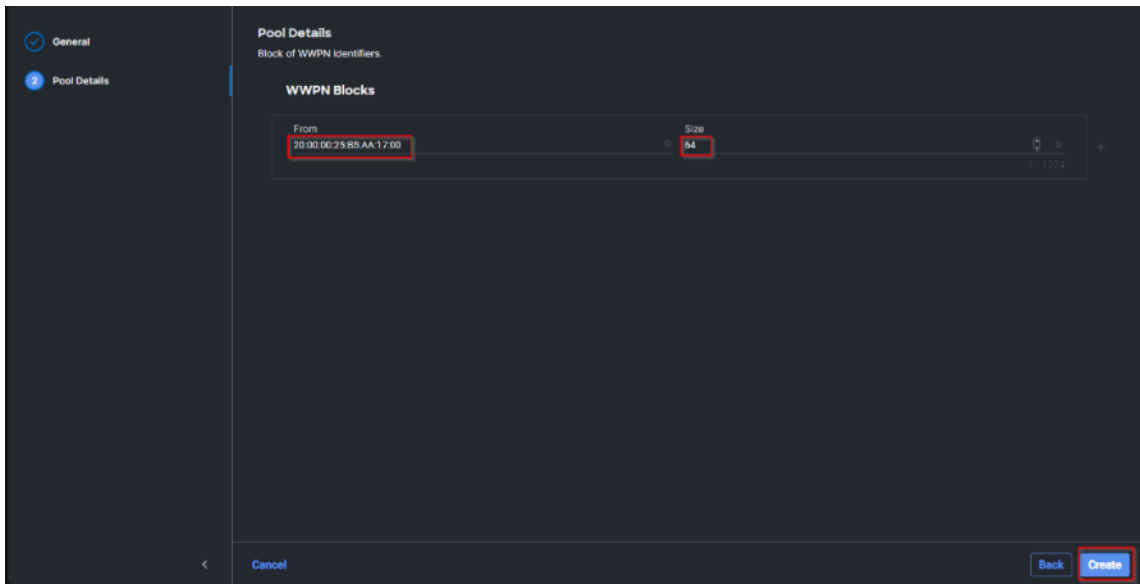 General
2
Pool Details
Pool Details
Block of WWPN Identifiers.
WWPN Blocks
From
Size
20:00:00:25:B5:AA:17:00
64
1 - 1024
Cancel
Back
Create